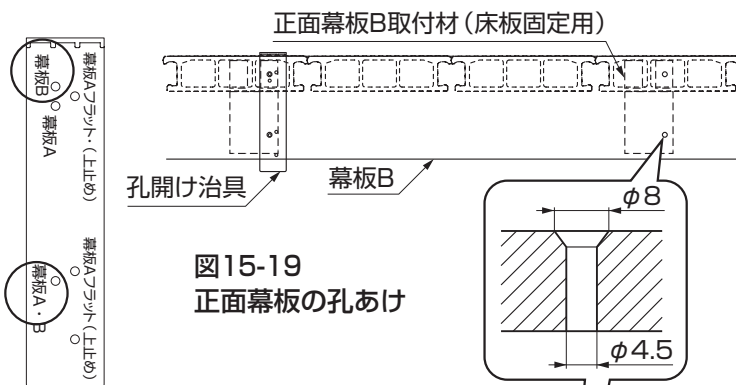 正面幕板B取付材(床板固定用)
幕板Aフラット・(上止め)
幕板B
幕板A
幕板Aフラット(上止め)
幕板A・B
孔開け治具
幕板B
φ8
φ4.5
図15-19
正面幕板の孔あけ